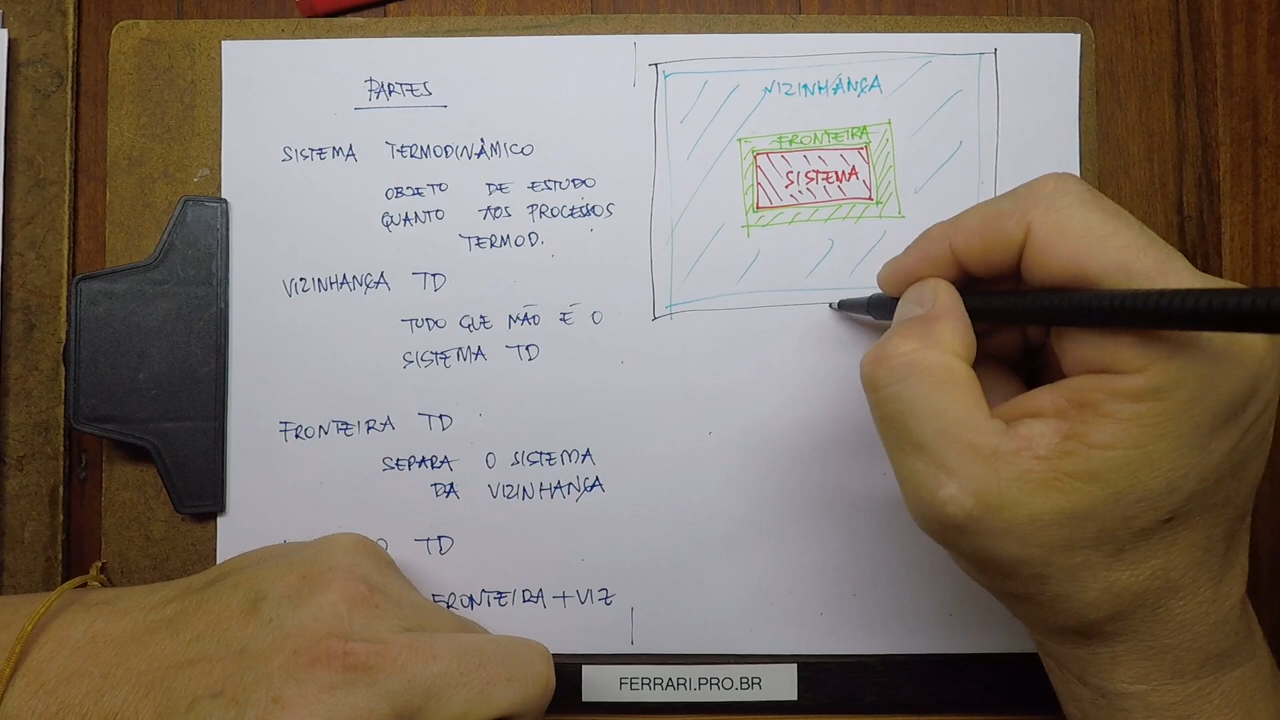 PARTES
SISTEMA TERMODINÂMICO
OBJETO DE ESTUDO
QUANTO AOS PROCESSOS
TERMOD.
VIZINHANÇA TD
TUDO QUE NÃO É O
SISTEMA TD
FRONTEIRA TD
SEPARA O SISTEMA
DA VIZINHANÇA
TD
FRONTEIRA + VIZ
VIZINHANÇA
FRONTEIRA
SISTEMA
FERRARI.PRO.BR